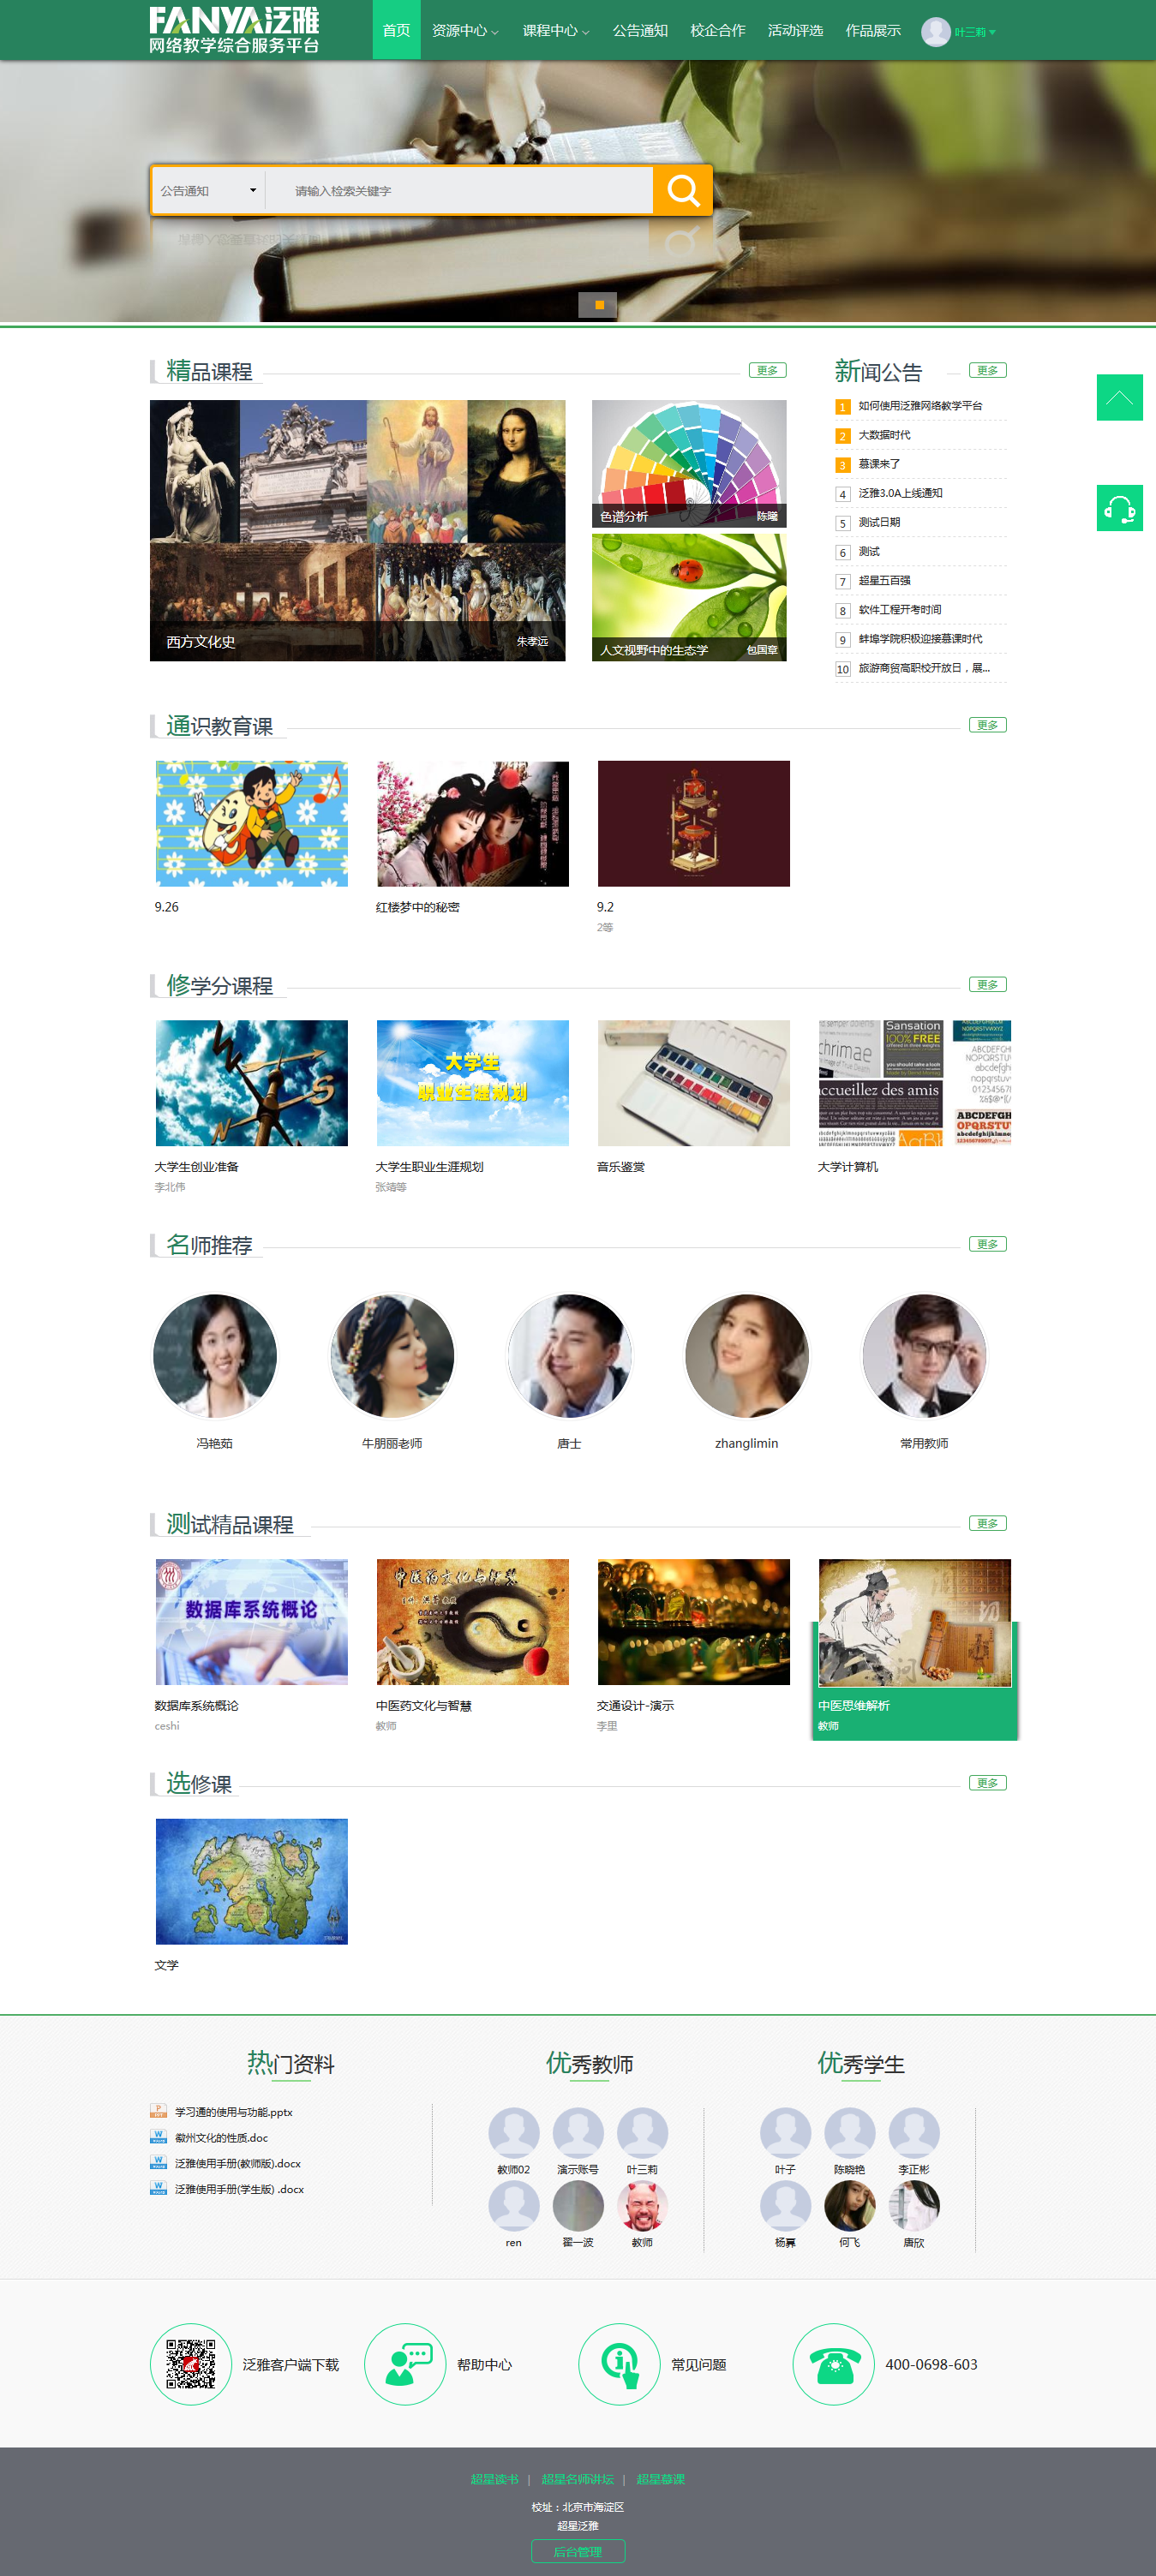 FANYA泛雅
网络教学综合服务平台
首页 资源中心 课程中心 公告通知 校企合作 活动评选 作品展示 叶三莉
公告通知 请输入检索关键字
精品课程 更多
西方文化史 朱孝远
色谱分析
人文视野中的生态学 包国章
新闻公告 更多
1 如何使用泛雅网络教学平台
2 大数据时代
3 慕课来了
4 泛雅3.0A上线通知
5 测试日期
6 测试
7 超星五百强
8 软件工程开考时间
9 蚌埠学院积极迎接慕课时代
10 旅游商贸高职校开放日，展...
通识教育课 更多
9.26
红楼梦中的秘密
9.2
2等
修学分课程 更多
大学生
职业生涯规划
Sansation
100% FREE
chrimae
accueillez des amis
大学生创业准备
李北伟
大学生职业生涯规划
张靖等
音乐鉴赏
大学计算机
名师推荐 更多
冯艳茹 牛朋丽老师 唐士 zhanglimin 常用教师
测试精品课程 更多
数据库系统概论
中医药文化与智慧
数据库系统概论
ceshi
中医药文化与智慧
教师
交通设计-演示
李里
中医思维解析
教师
选修课 更多
文学
热门资料
学习通的使用与功能.pptx
徽州文化的性质.doc
泛雅使用手册(教师版).docx
泛雅使用手册(学生版) .docx
优秀教师
教师02 演示账号 叶三莉
ren 翟一波 教师
优秀学生
叶子 陈晓艳 李正彬
杨巽 何飞 唐欣
泛雅客户端下载 帮助中心 常见问题 400-0698-603
超星读书 | 超星名师讲坛 | 超星慕课
校址：北京市海淀区
超星泛雅
后台管理